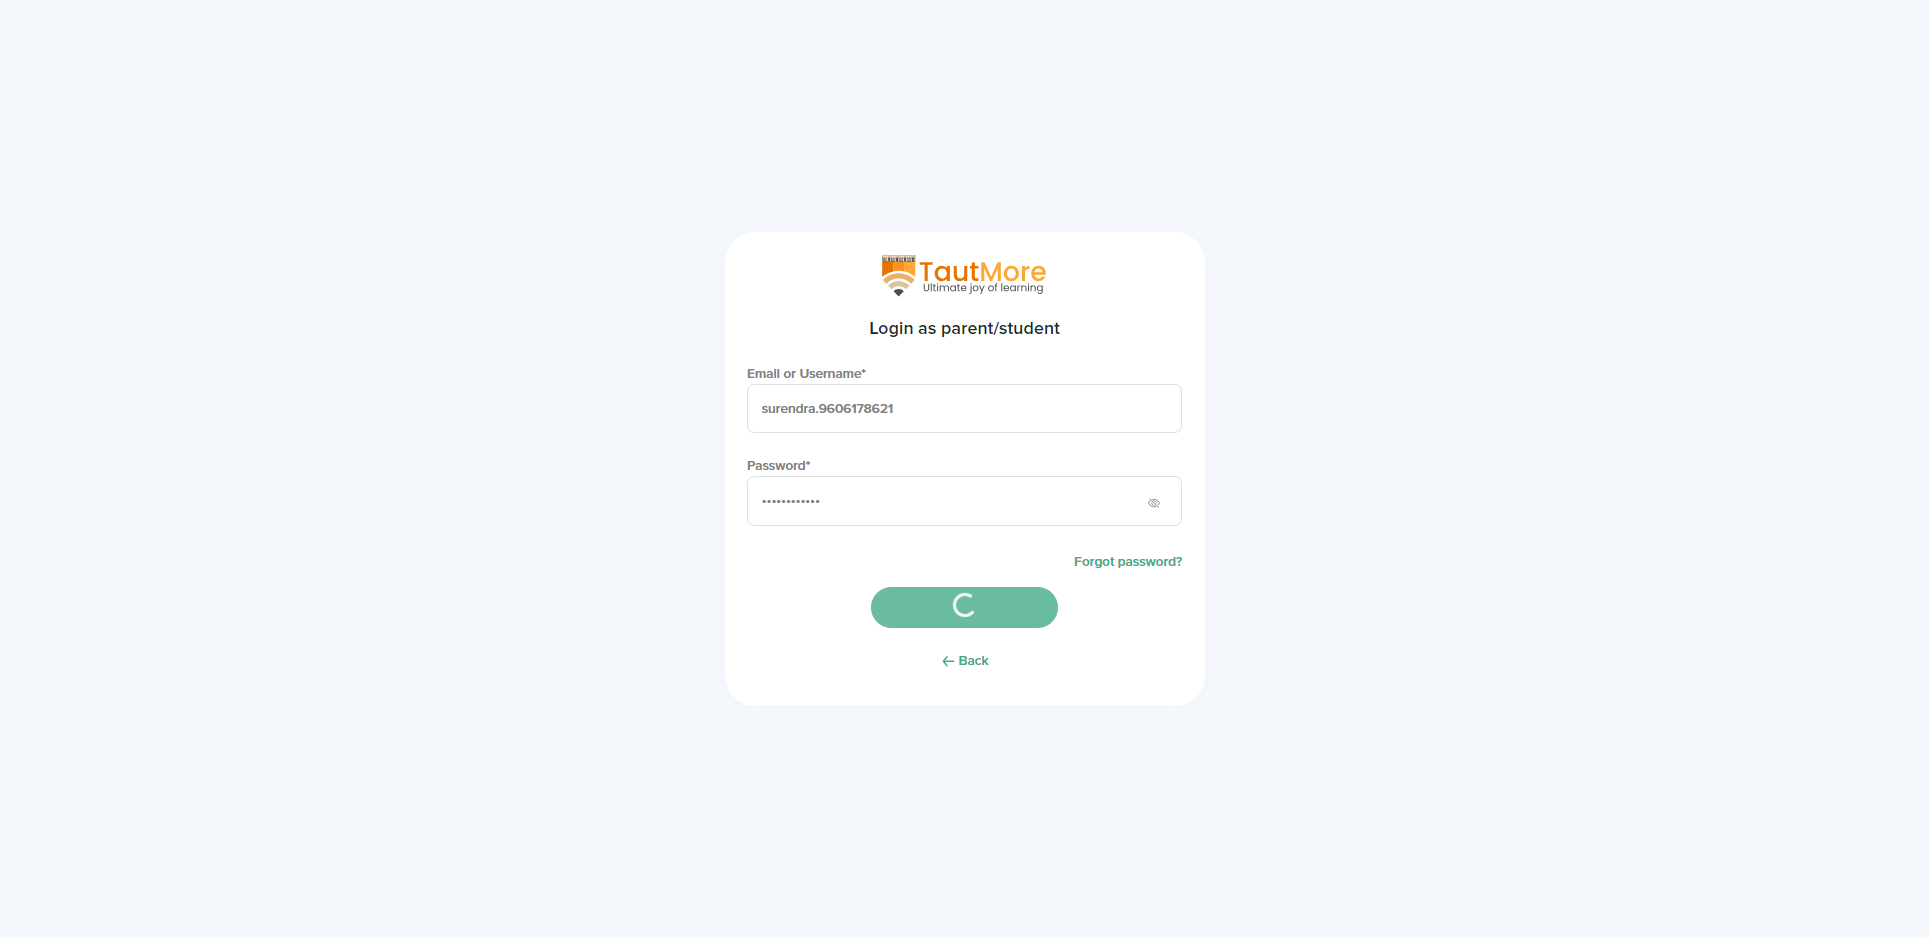 TautMore
Ultimate joy of learning
Login as parent/student
Email or Username*
surendra.9606178621
Password*
••••••••••••
Forgot password?
← Back